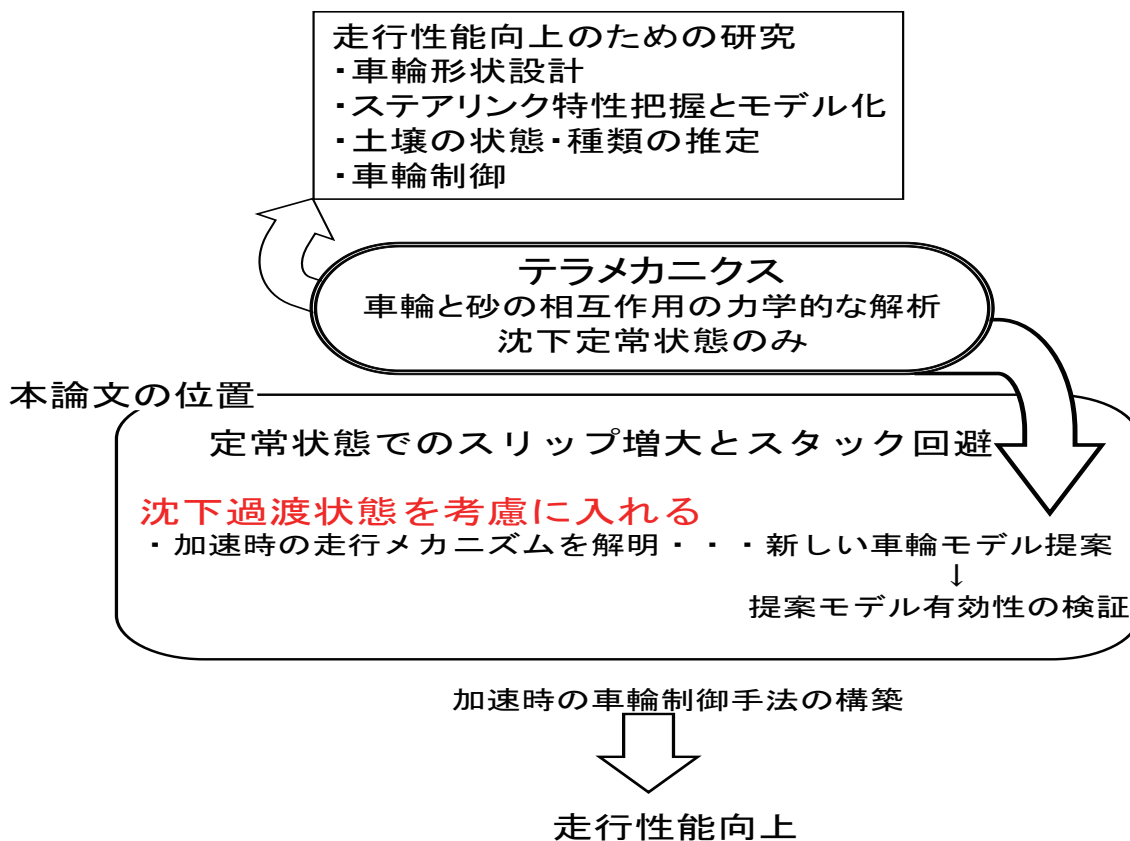 走行性能向上のための研究
・車輪形状設計
・ステアリンク特性把握とモデル化
・土壌の状態・種類の推定
・車輪制御
テラメカニクス
車輪と砂の相互作用の力学的な解析
沈下定常状態のみ
本論文の位置
定常状態でのスリップ増大とスタック回避
沈下過渡状態を考慮に入れる
・加速時の走行メカニズムを解明・・・新しい車輪モデル提案
↓
提案モデル有効性の検証
加速時の車輪制御手法の構築
走行性能向上